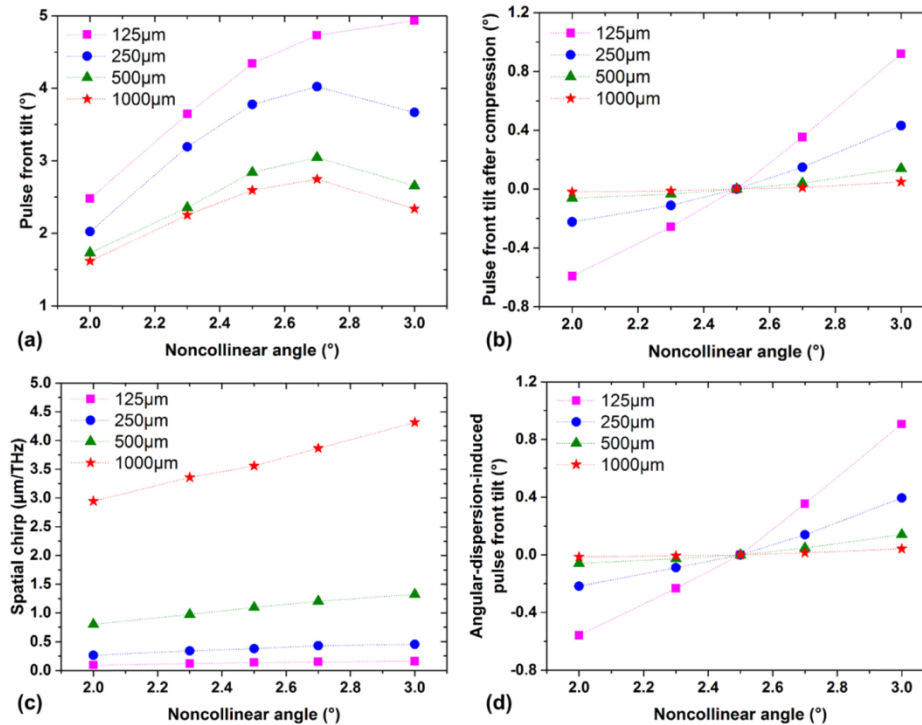 5
4
3
2
1
Pulse front tilt (°)
125μm
250μm
500μm
1000μm
2.0 2.2 2.4 2.6 2.8 3.0
(a) Noncollinear angle (°)
1.2
0.8
0.4
0.0
-0.4
-0.8
Pulse front tilt after compression (°)
125μm
250μm
500μm
1000μm
2.0 2.2 2.4 2.6 2.8 3.0
(b) Noncollinear angle (°)
5.0
4.5
4.0
3.5
3.0
2.5
2.0
1.5
1.0
0.5
0.0
Spatial chirp (μm/THz)
125μm
250μm
500μm
1000μm
2.0 2.2 2.4 2.6 2.8 3.0
(c) Noncollinear angle (°)
1.2
0.8
0.4
0.0
-0.4
-0.8
Angular-dispersion-induced
pulse front tilt (°)
125μm
250μm
500μm
1000μm
2.0 2.2 2.4 2.6 2.8 3.0
(d) Noncollinear angle (°)